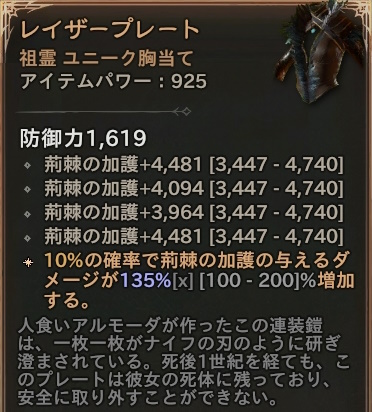 レイザープレート
祖霊 ユニーク胸当て
アイテムパワー：925
防御力1,619
荊棘の加護+4,481 [3,447 - 4,740]
荊棘の加護+4,094 [3,447 - 4,740]
荊棘の加護+3,964 [3,447 - 4,740]
荊棘の加護+4,481 [3,447 - 4,740]
10%の確率で荊棘の加護の与えるダ
メージが135%[x] [100 - 200]%増加
する。
人食いアルモーダが作ったこの連装鎧
は、一枚一枚がナイフの刃のように研ぎ
澄まされている。死後1世紀を経ても、こ
のプレートは彼女の死体に残っており、
安全に取り外すことができない。